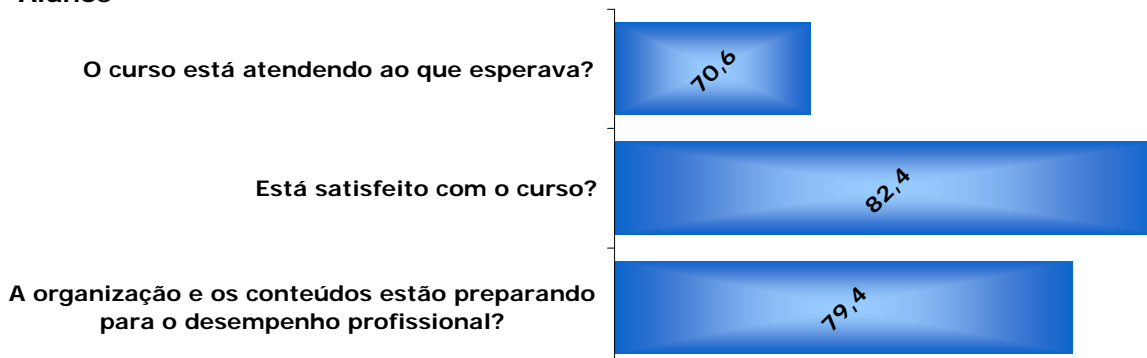 Alunos
O curso está atendendo ao que esperava?
70,6
Está satisfeito com o curso?
82,4
A organização e os conteúdos estão preparando
para o desempenho profissional?
79,4